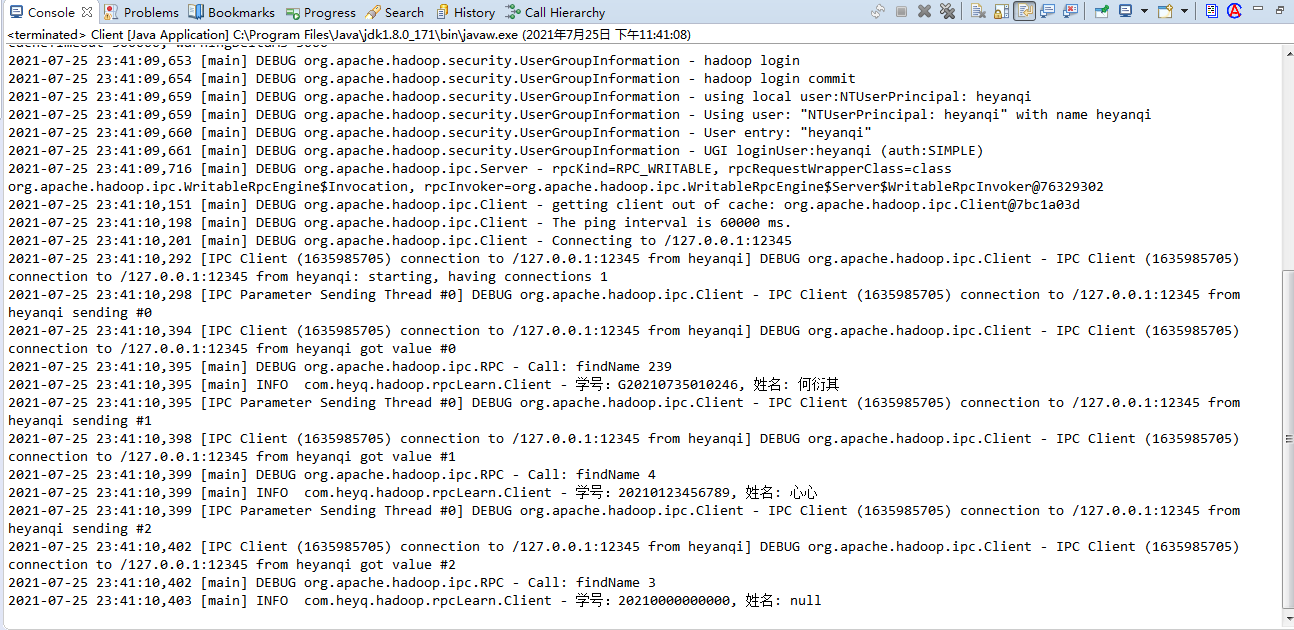 Console Problems Bookmarks Progress Search History Call Hierarchy
<terminated> Client [Java Application] C:\Program Files\Java\jdk1.8.0_171\bin\javaw.exe (2021年7月25日 下午11:41:08)
2021-07-25 23:41:09,653 [main] DEBUG org.apache.hadoop.security.UserGroupInformation - hadoop login
2021-07-25 23:41:09,654 [main] DEBUG org.apache.hadoop.security.UserGroupInformation - hadoop login commit
2021-07-25 23:41:09,659 [main] DEBUG org.apache.hadoop.security.UserGroupInformation - using local user:NTUserPrincipal: heyanqi
2021-07-25 23:41:09,659 [main] DEBUG org.apache.hadoop.security.UserGroupInformation - Using user: "NTUserPrincipal: heyanqi" with name heyanqi
2021-07-25 23:41:09,660 [main] DEBUG org.apache.hadoop.security.UserGroupInformation - User entry: "heyanqi"
2021-07-25 23:41:09,661 [main] DEBUG org.apache.hadoop.security.UserGroupInformation - UGI loginUser:heyanqi (auth:SIMPLE)
2021-07-25 23:41:09,716 [main] DEBUG org.apache.hadoop.ipc.Server - rpcKind=RPC_WRITABLE, rpcRequestWrapperClass=class
org.apache.hadoop.ipc.WritableRpcEngine$Invocation, rpcInvoker=org.apache.hadoop.ipc.WritableRpcEngine$Server$WritableRpcInvoker@76329302
2021-07-25 23:41:10,151 [main] DEBUG org.apache.hadoop.ipc.Client - getting client out of cache: org.apache.hadoop.ipc.Client@7bc1a03d
2021-07-25 23:41:10,198 [main] DEBUG org.apache.hadoop.ipc.Client - The ping interval is 60000 ms.
2021-07-25 23:41:10,201 [main] DEBUG org.apache.hadoop.ipc.Client - Connecting to /127.0.0.1:12345
2021-07-25 23:41:10,292 [IPC Client (1635985705) connection to /127.0.0.1:12345 from heyanqi] DEBUG org.apache.hadoop.ipc.Client - IPC Client (1635985705)
connection to /127.0.0.1:12345 from heyanqi: starting, having connections 1
2021-07-25 23:41:10,298 [IPC Parameter Sending Thread #0] DEBUG org.apache.hadoop.ipc.Client - IPC Client (1635985705) connection to /127.0.0.1:12345 from
heyanqi sending #0
2021-07-25 23:41:10,394 [IPC Client (1635985705) connection to /127.0.0.1:12345 from heyanqi] DEBUG org.apache.hadoop.ipc.Client - IPC Client (1635985705)
connection to /127.0.0.1:12345 from heyanqi got value #0
2021-07-25 23:41:10,395 [main] DEBUG org.apache.hadoop.ipc.RPC - Call: findName 239
2021-07-25 23:41:10,395 [main] INFO  com.heyq.hadoop.rpcLearn.Client - 学号：G20210735010246, 姓名：何衍其
2021-07-25 23:41:10,395 [IPC Parameter Sending Thread #0] DEBUG org.apache.hadoop.ipc.Client - IPC Client (1635985705) connection to /127.0.0.1:12345 from
heyanqi sending #1
2021-07-25 23:41:10,398 [IPC Client (1635985705) connection to /127.0.0.1:12345 from heyanqi] DEBUG org.apache.hadoop.ipc.Client - IPC Client (1635985705)
connection to /127.0.0.1:12345 from heyanqi got value #1
2021-07-25 23:41:10,399 [main] DEBUG org.apache.hadoop.ipc.RPC - Call: findName 4
2021-07-25 23:41:10,399 [main] INFO  com.heyq.hadoop.rpcLearn.Client - 学号：20210123456789, 姓名：心心
2021-07-25 23:41:10,399 [IPC Parameter Sending Thread #0] DEBUG org.apache.hadoop.ipc.Client - IPC Client (1635985705) connection to /127.0.0.1:12345 from
heyanqi sending #2
2021-07-25 23:41:10,402 [IPC Client (1635985705) connection to /127.0.0.1:12345 from heyanqi] DEBUG org.apache.hadoop.ipc.Client - IPC Client (1635985705)
connection to /127.0.0.1:12345 from heyanqi got value #2
2021-07-25 23:41:10,402 [main] DEBUG org.apache.hadoop.ipc.RPC - Call: findName 3
2021-07-25 23:41:10,403 [main] INFO  com.heyq.hadoop.rpcLearn.Client - 学号：20210000000000, 姓名：null